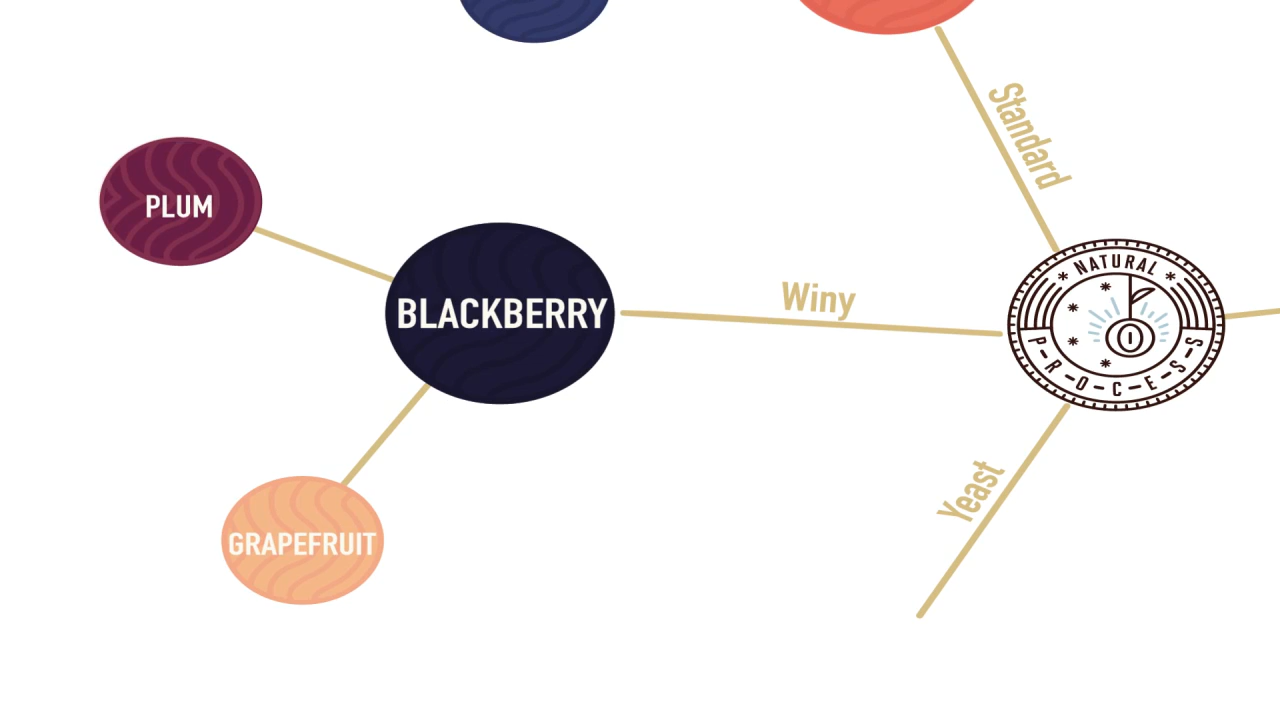 Standard
PLUM
NATURAL
PROCESS
Winy
BLACKBERRY
Yeast
GRAPEFRUIT